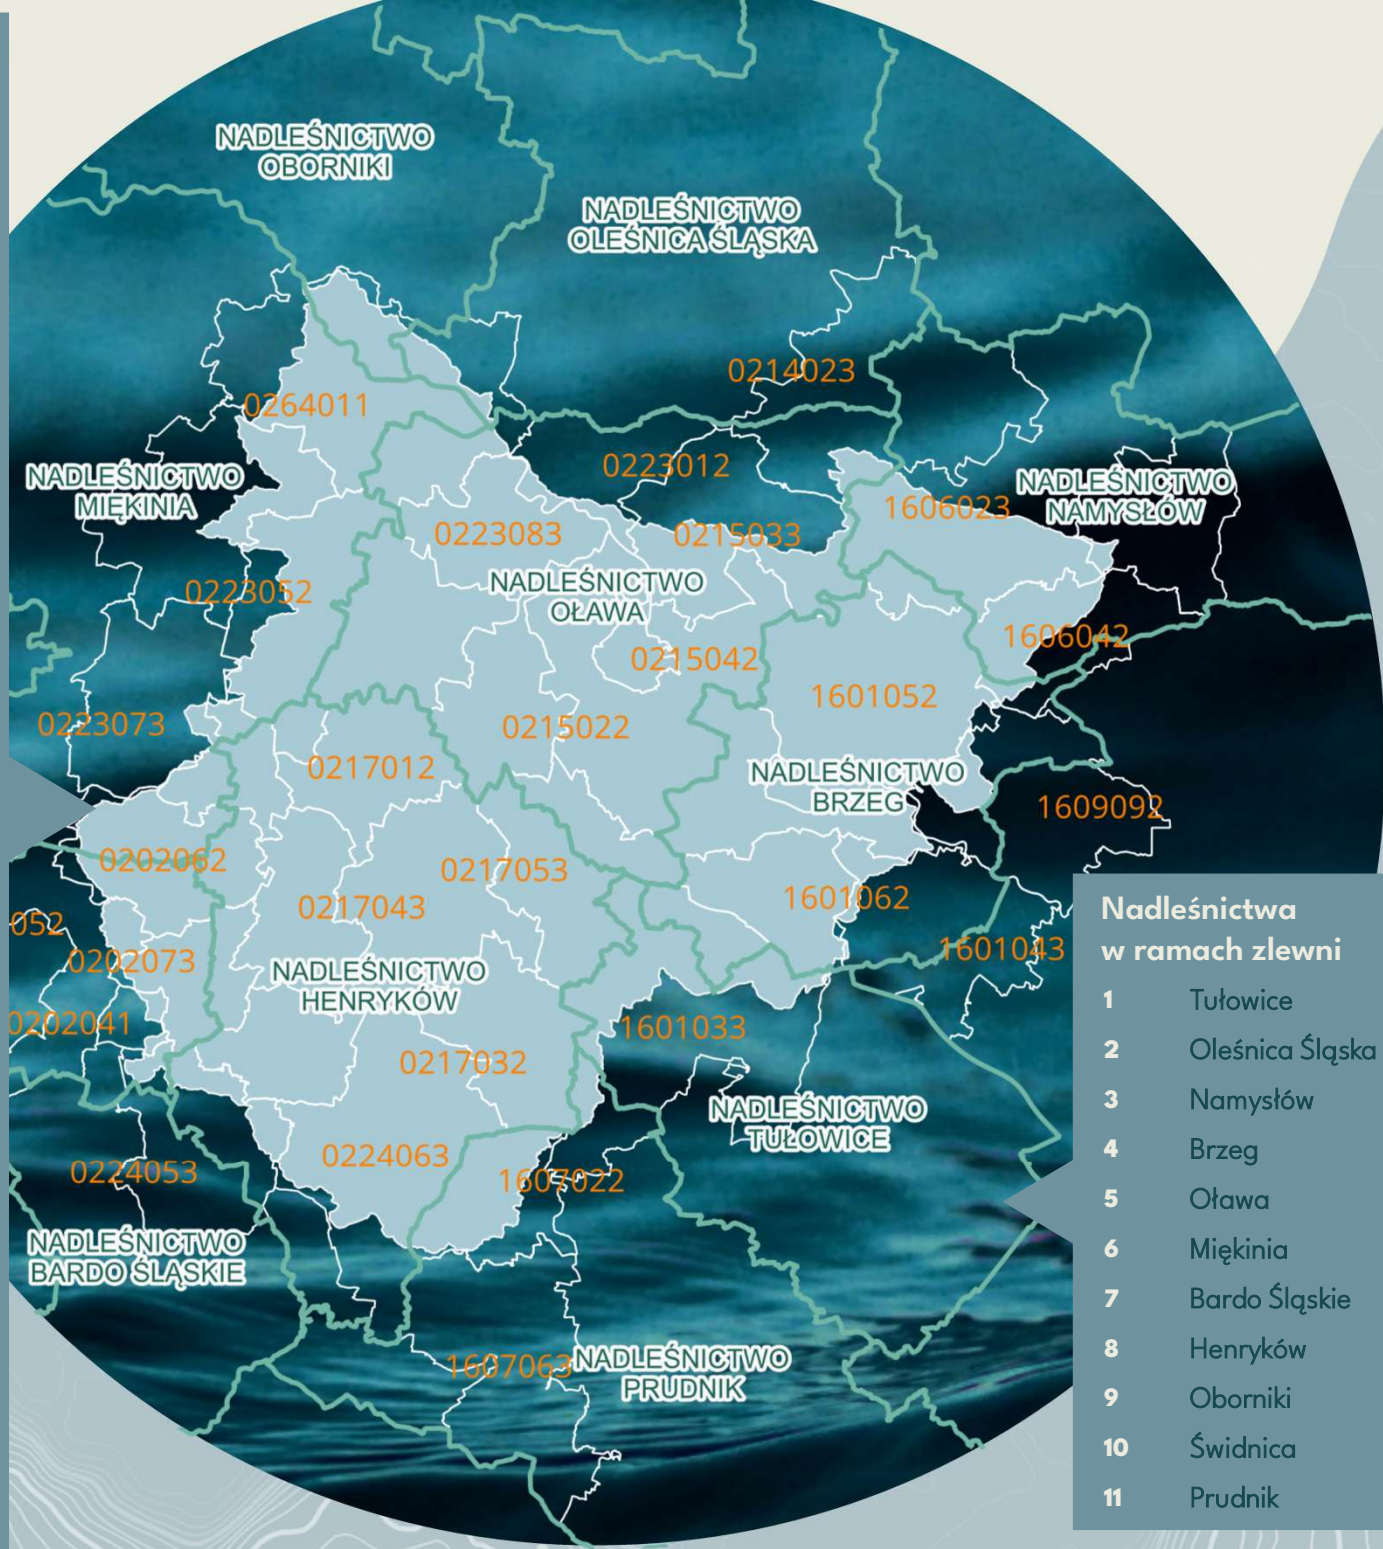 NADLEŚNICTWO
OBORNIKI
NADLEŚNICTWO
OLEŚNICA ŚLĄSKA
0214023
0264011
0223012
NADLEŚNICTWO
MIĘKINIA
NADLEŚNICTWO
NAMYSŁÓW
1606023
0223083
0215033
NADLEŚNICTWO
OŁAWA
0223052
1606042
0215042
1601052
0223073
0215022
0217012
NADLEŚNICTWO
BRZEG
1609092
0202062
0217053
1601062
0217043
052
1601043
0202073
NADLEŚNICTWO
HENRYKÓW
0202041
1601033
0217032
NADLEŚNICTWO
TUŁOWICE
0224063
0224053
1607022
NADLEŚNICTWO
BARDO ŚLĄSKIE
1607063
NADLEŚNICTWO
PRUDNIK
Nadleśnictwa
w ramach zlewni
1 Tułowice
2 Oleśnica Śląska
3 Namysłów
4 Brzeg
5 Oława
6 Miękinia
7 Bardo Śląskie
8 Henryków
9 Oborniki
10 Świdnica
11 Prudnik